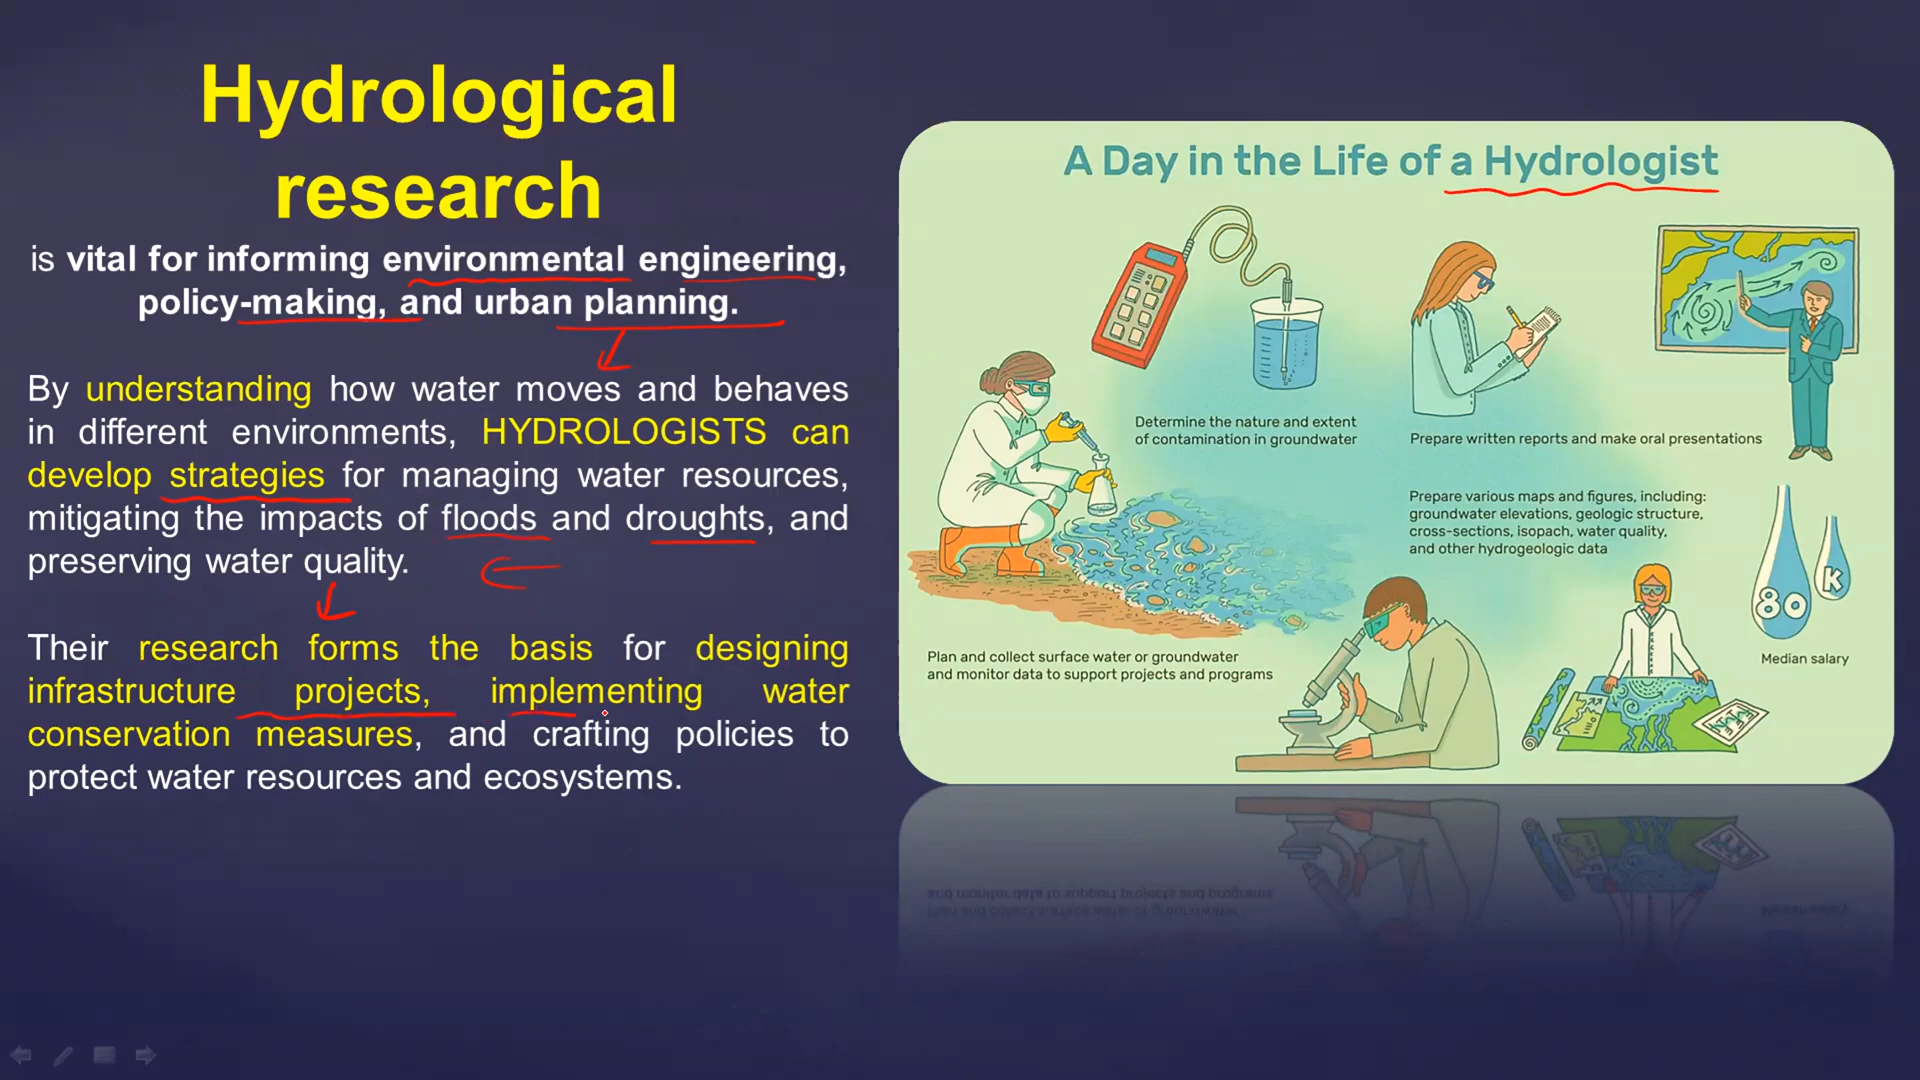 Hydrological
research
is vital for informing environmental engineering,
policy-making, and urban planning.
By understanding how water moves and behaves
in different environments, HYDROLOGISTS can
develop strategies for managing water resources,
mitigating the impacts of floods and droughts, and
preserving water quality.
Their research forms the basis for designing
infrastructure projects, implementing water
conservation measures, and crafting policies to
protect water resources and ecosystems.
A Day in the Life of a Hydrologist
Determine the nature and extent
of contamination in groundwater
Prepare written reports and make oral presentations
Prepare various maps and figures, including:
groundwater elevations, geologic structure,
cross-sections, isopach, water quality,
and other hydrogeologic data
80 K
Median salary
Plan and collect surface water or groundwater
and monitor data to support projects and programs